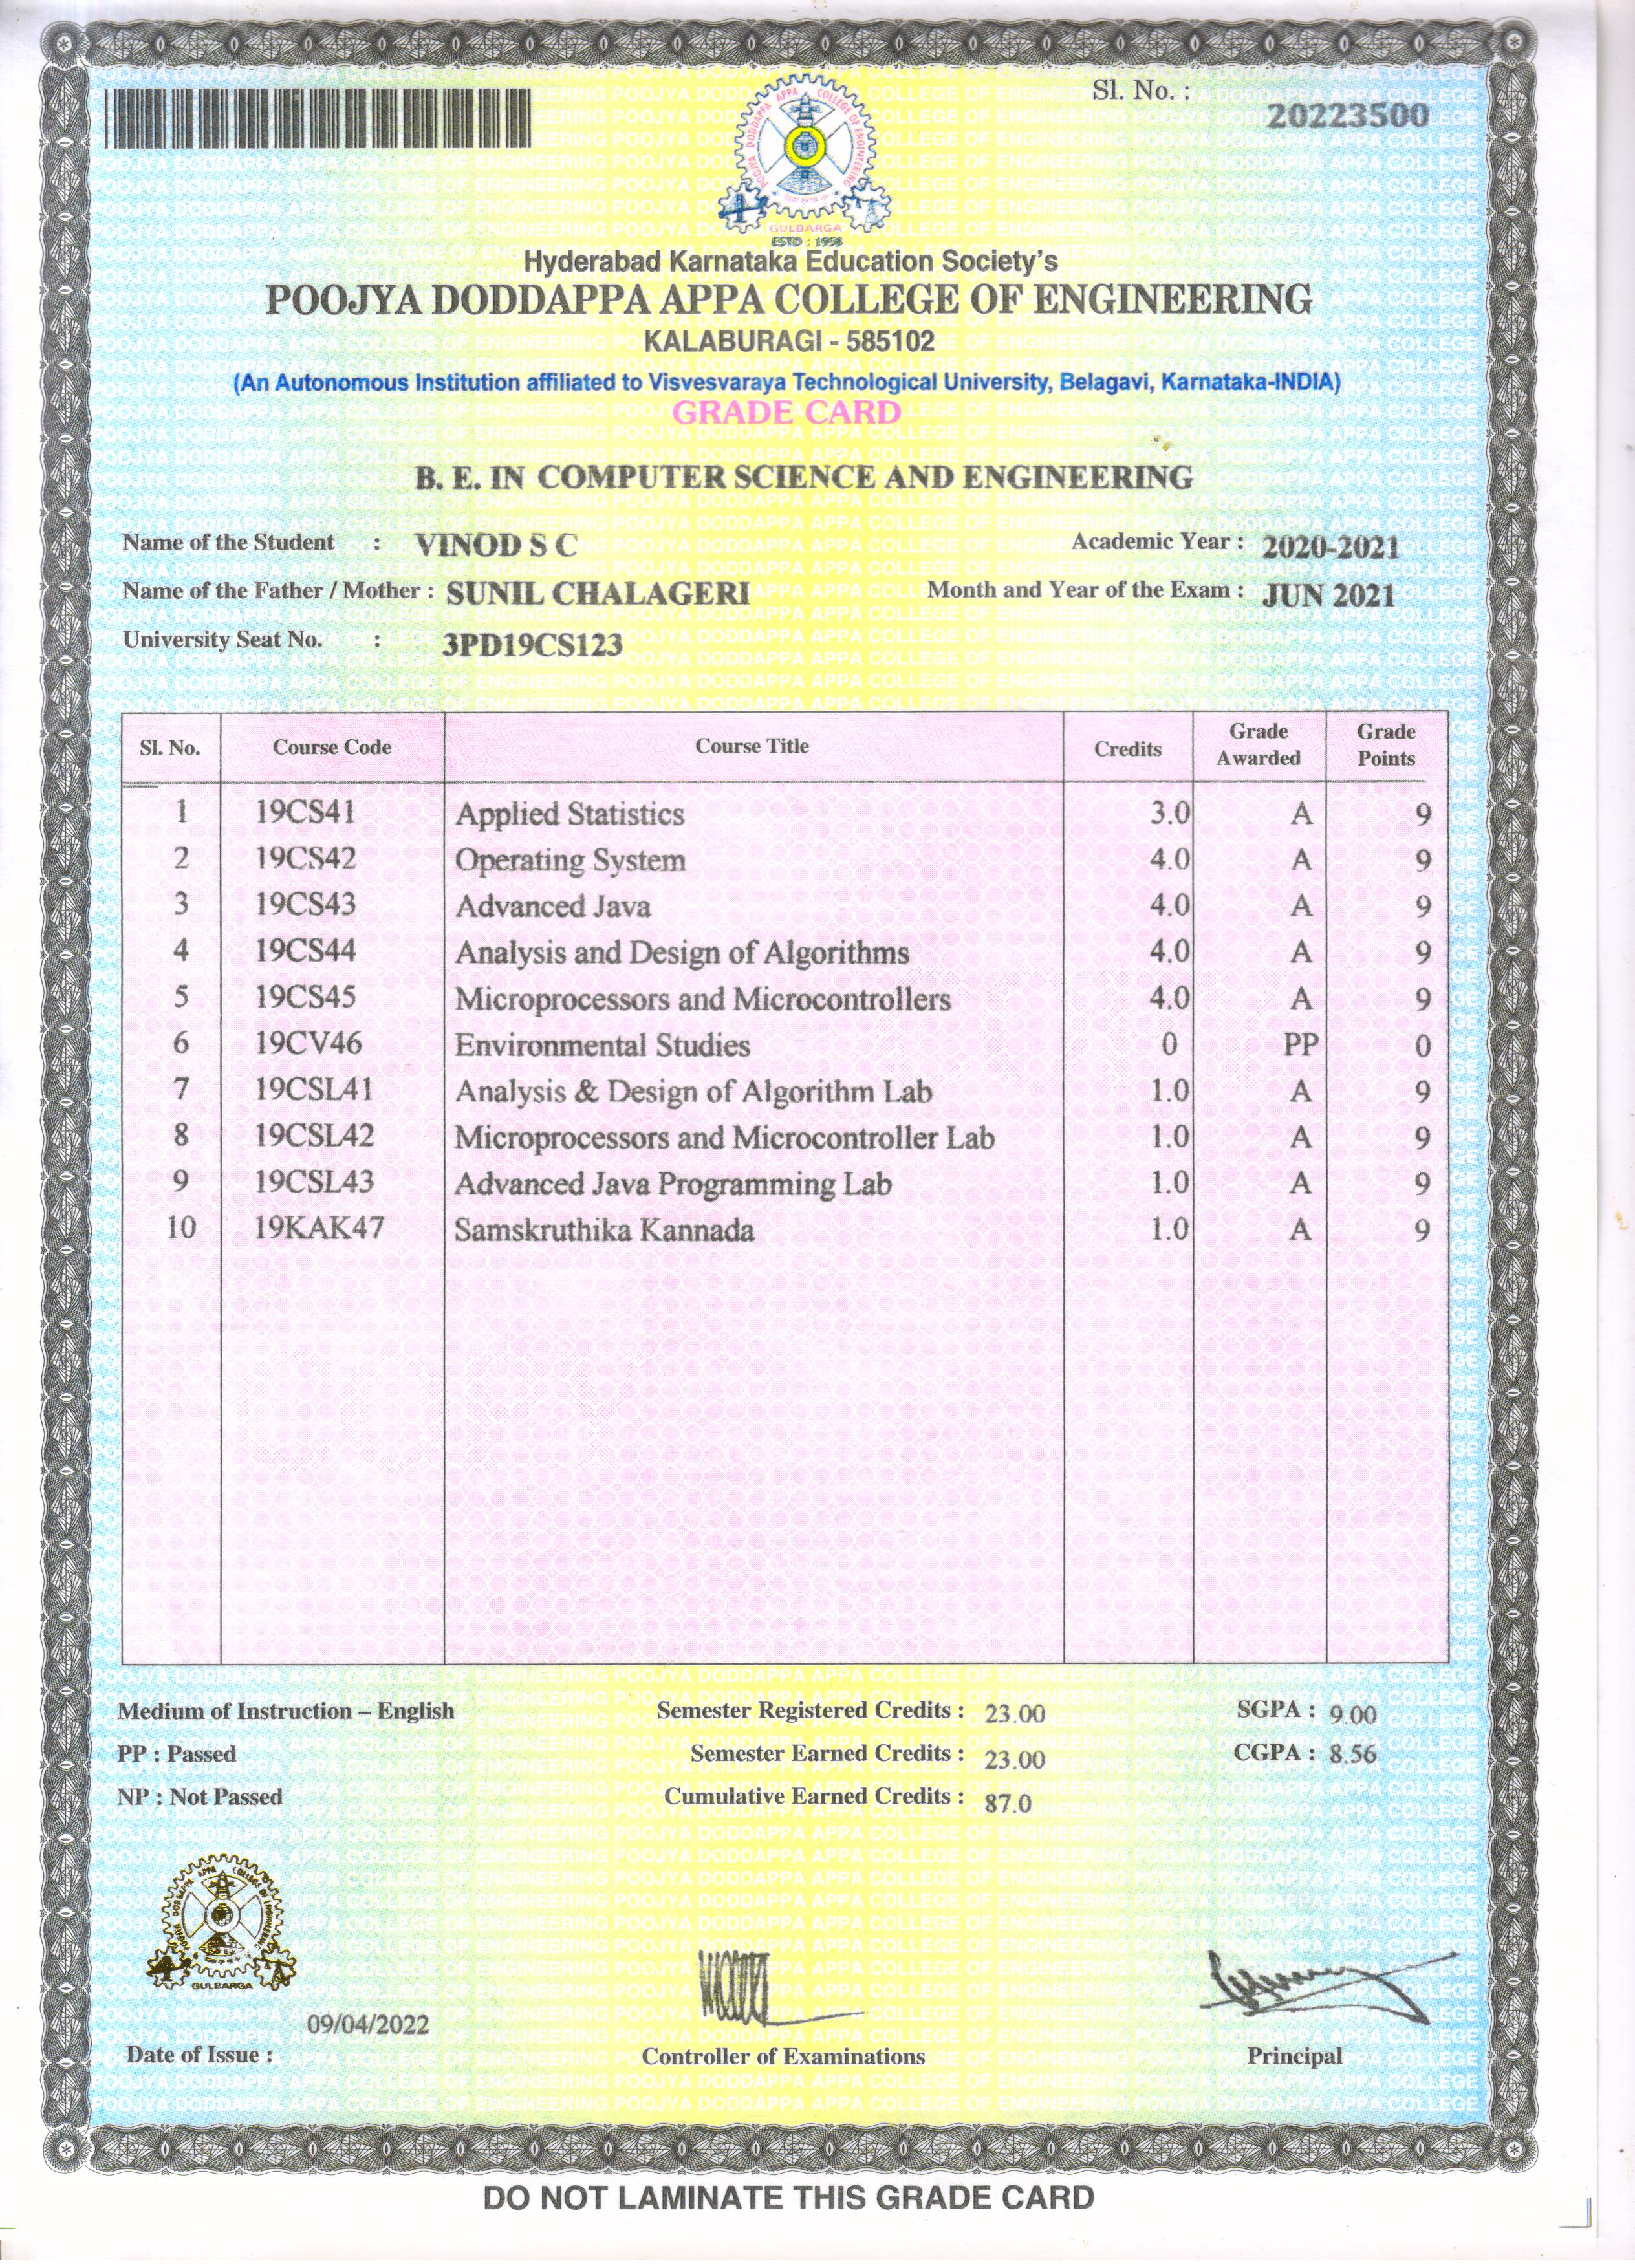 Sl. No. :
20223500
POOJYA DODDAPPA APPA COLLEGE OF ENGINEERING
GULBARGA
ESTD : 1958
Hyderabad Karnataka Education Society's
POOJYA DODDAPPA APPA COLLEGE OF ENGINEERING
KALABURAGI - 585102
(An Autonomous Institution affiliated to Visvesvaraya Technological University, Belagavi, Karnataka-INDIA)
GRADE CARD
B. E. IN COMPUTER SCIENCE AND ENGINEERING
Name of the Student : VINOD S C Academic Year : 2020-2021
Name of the Father / Mother : SUNIL CHALAGERI Month and Year of the Exam : JUN 2021
University Seat No. : 3PD19CS123
Sl. No. Course Code Course Title Credits Grade Awarded Grade Points
1 19CS41 Applied Statistics 3.0 A 9
2 19CS42 Operating System 4.0 A 9
3 19CS43 Advanced Java 4.0 A 9
4 19CS44 Analysis and Design of Algorithms 4.0 A 9
5 19CS45 Microprocessors and Microcontrollers 4.0 A 9
6 19CV46 Environmental Studies 0 PP 0
7 19CSL41 Analysis & Design of Algorithm Lab 1.0 A 9
8 19CSL42 Microprocessors and Microcontroller Lab 1.0 A 9
9 19CSL43 Advanced Java Programming Lab 1.0 A 9
10 19KAK47 Samskruthika Kannada 1.0 A 9
COPY
Medium of Instruction – English Semester Registered Credits : 23.00 SGPA : 9.00
PP : Passed Semester Earned Credits : 23.00 CGPA : 8.56
NP : Not Passed Cumulative Earned Credits : 87.0
POOJYA DODDAPPA APPA COLLEGE OF ENGINEERING
GULBARGA
09/04/2022
Date of Issue : Controller of Examinations Principal
DO NOT LAMINATE THIS GRADE CARD